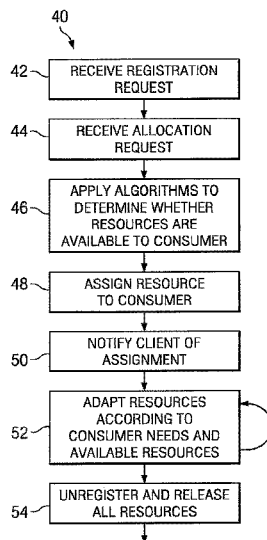 40
42
RECEIVE REGISTRATION
REQUEST
44
RECEIVE ALLOCATION
REQUEST
46
APPLY ALGORITHMS TO
DETERMINE WHETHER
RESOURCES ARE
AVAILABLE TO CONSUMER
48
ASSIGN RESOURCE
TO CONSUMER
50
NOTIFY CLIENT OF
ASSIGNMENT
52
ADAPT RESOURCES
ACCORDING TO
CONSUMER NEEDS AND
AVAILABLE RESOURCES
54
UNREGISTER AND RELEASE
ALL RESOURCES